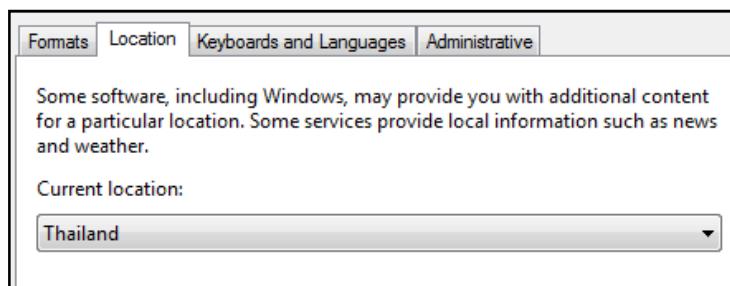 Formats Location Keyboards and Languages Administrative
Some software, including Windows, may provide you with additional content
for a particular location. Some services provide local information such as news
and weather.
Current location:
Thailand